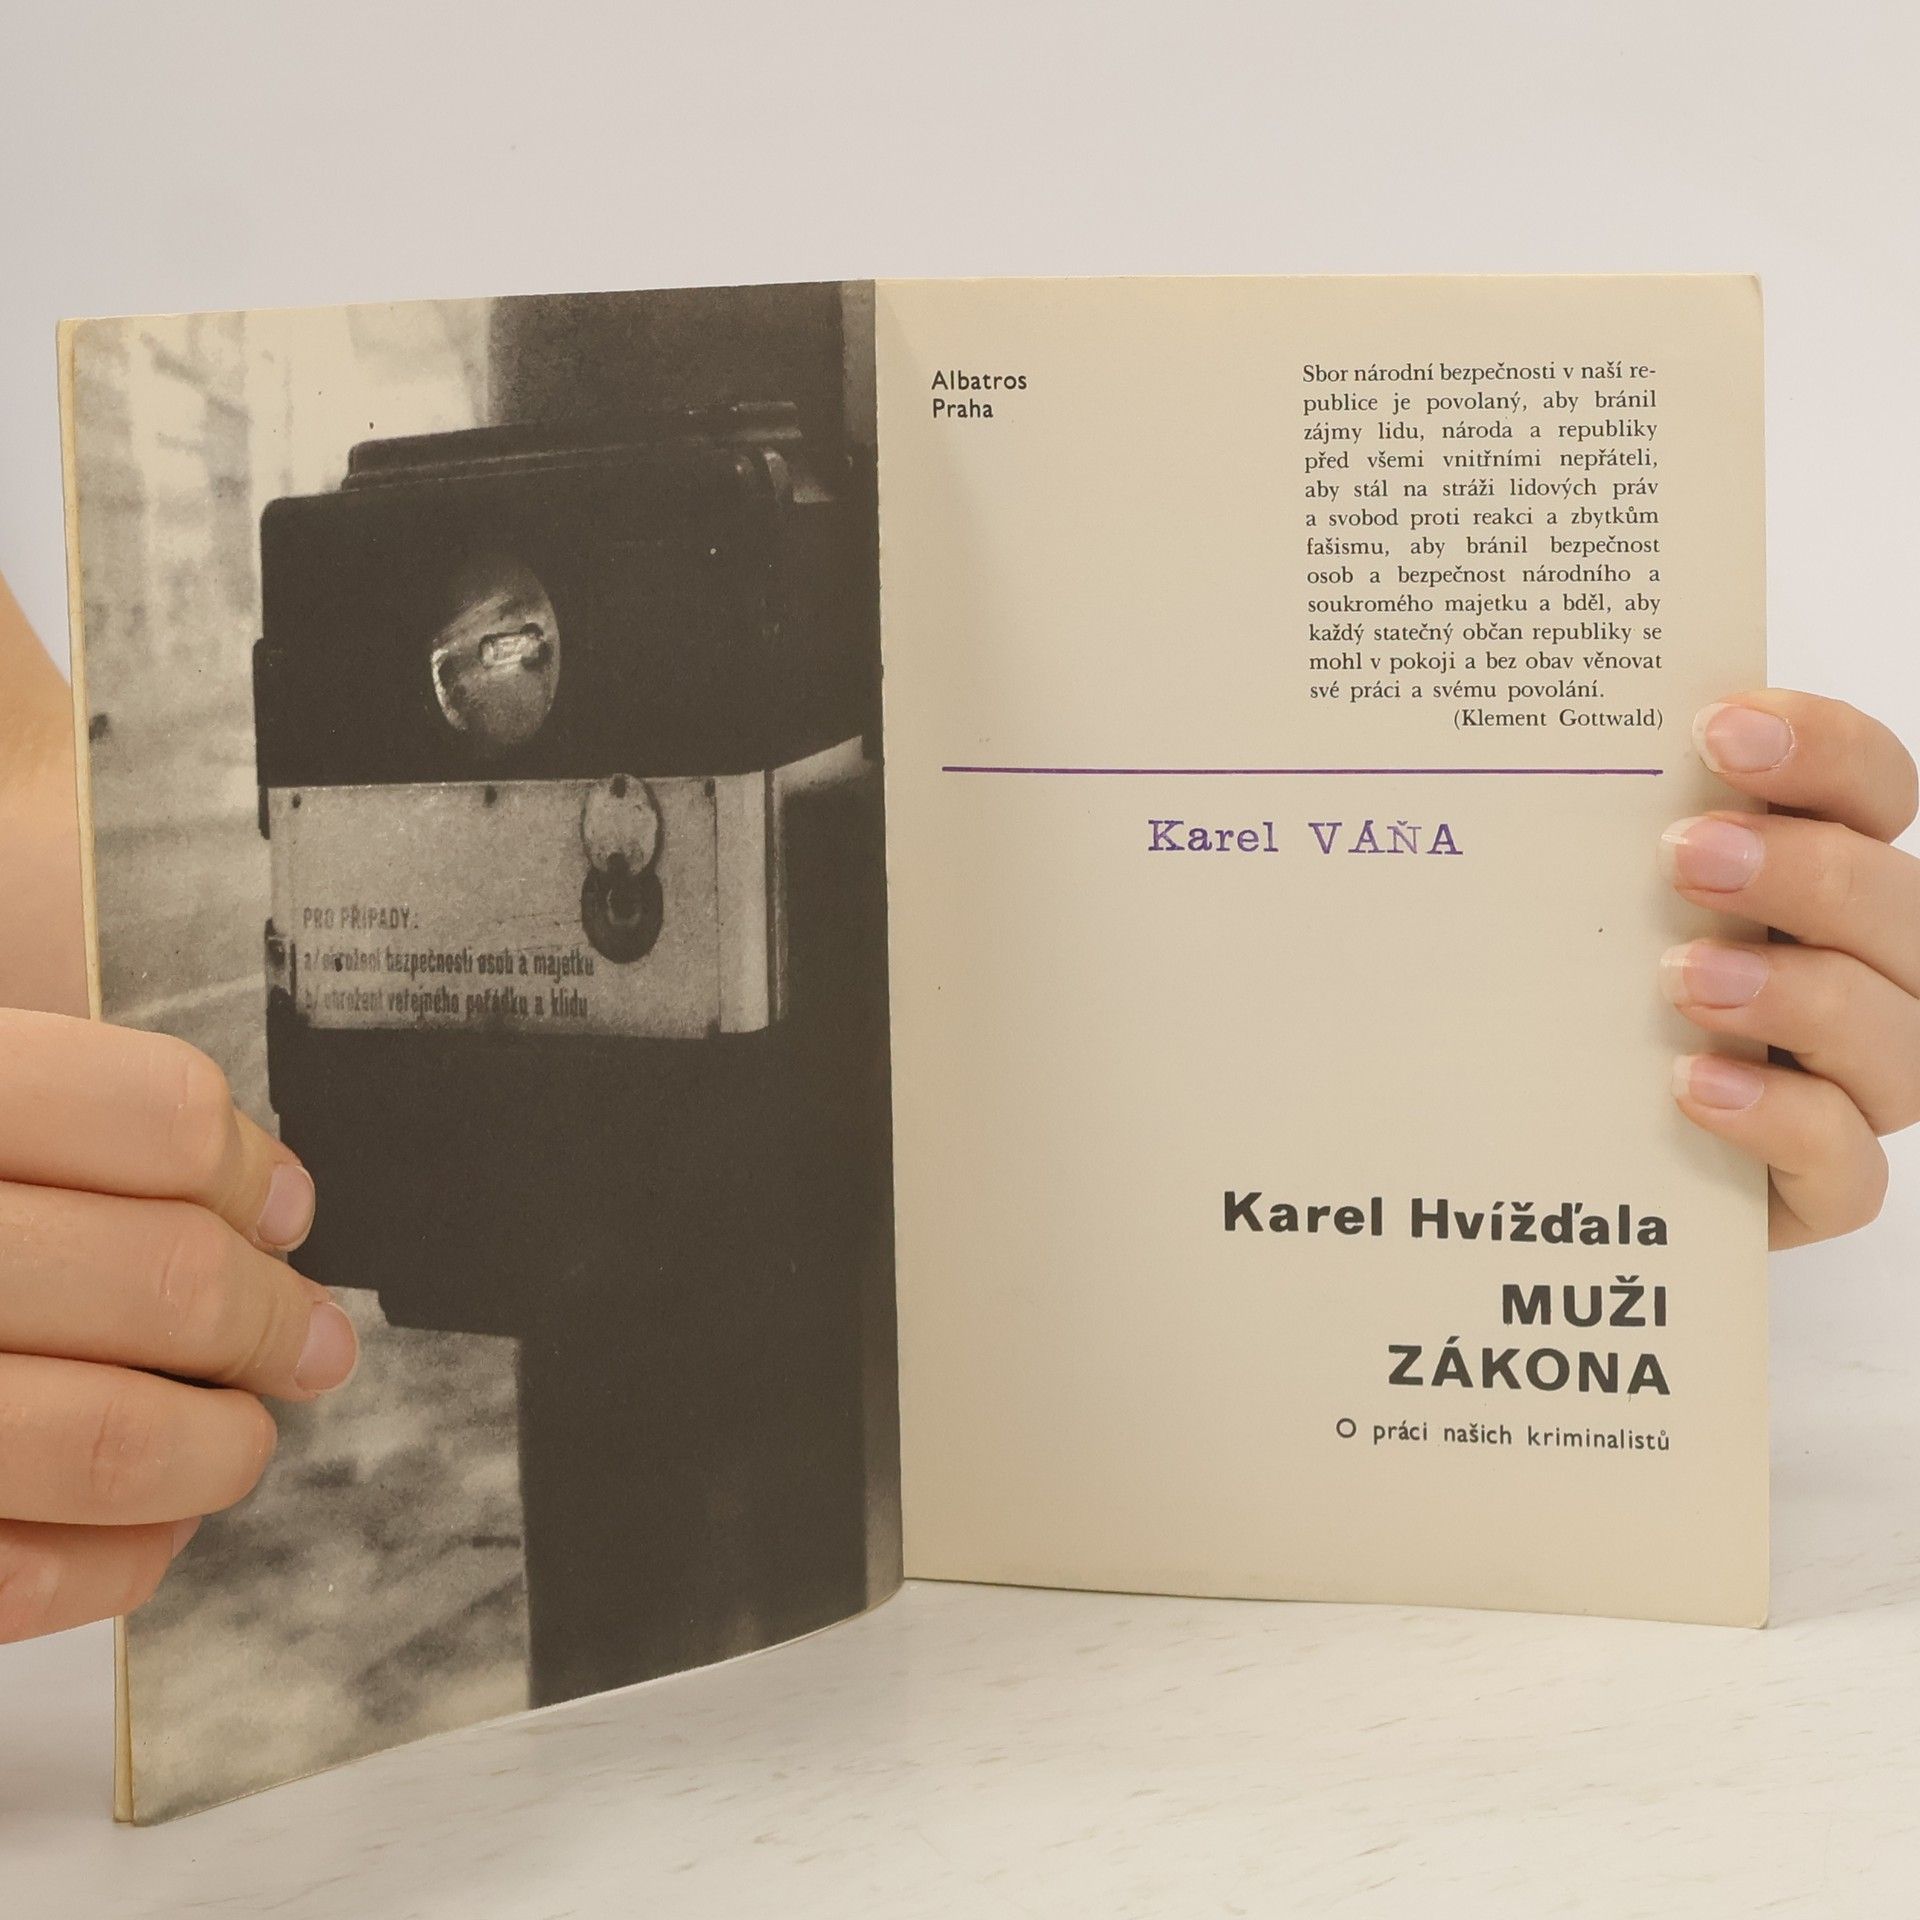 PRO PŘÍPADY:
a/ ohrožení bezpečnosti osob a majetku
b/ ohrožení veřejného pořádku a klidu
Albatros
Praha
Sbor národní bezpečnosti v naší re-
publice je povolaný, aby bránil
zájmy lidu, národa a republiky
před všemi vnitřními nepřáteli,
aby stál na stráži lidových práv
a svobod proti reakci a zbytkům
fašismu, aby bránil bezpečnost
osob a bezpečnost národního a
soukromého majetku a bděl, aby
každý statečný občan republiky se
mohl v pokoji a bez obav věnovat
své práci a svému povolání.
(Klement Gottwald)
Karel VÁŇA
Karel Hvížďala
MUŽI
ZÁKONA
O práci našich kriminalistů